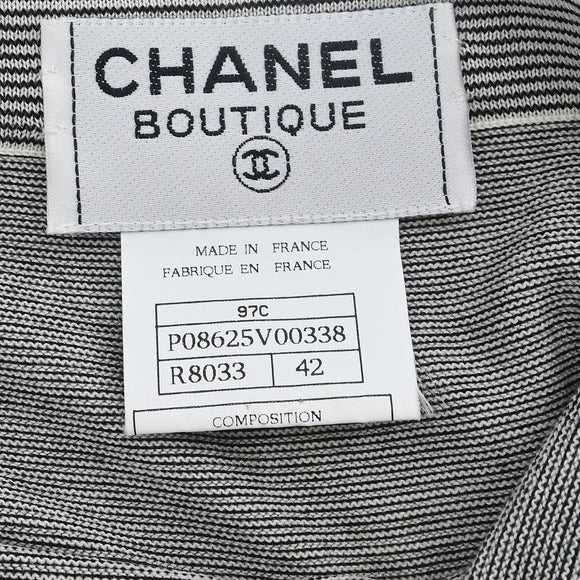 CHANEL
BOUTIQUE
MADE IN FRANCE
FABRIQUE EN FRANCE
97C
P08625V00338
R8033 42
COMPOSITION